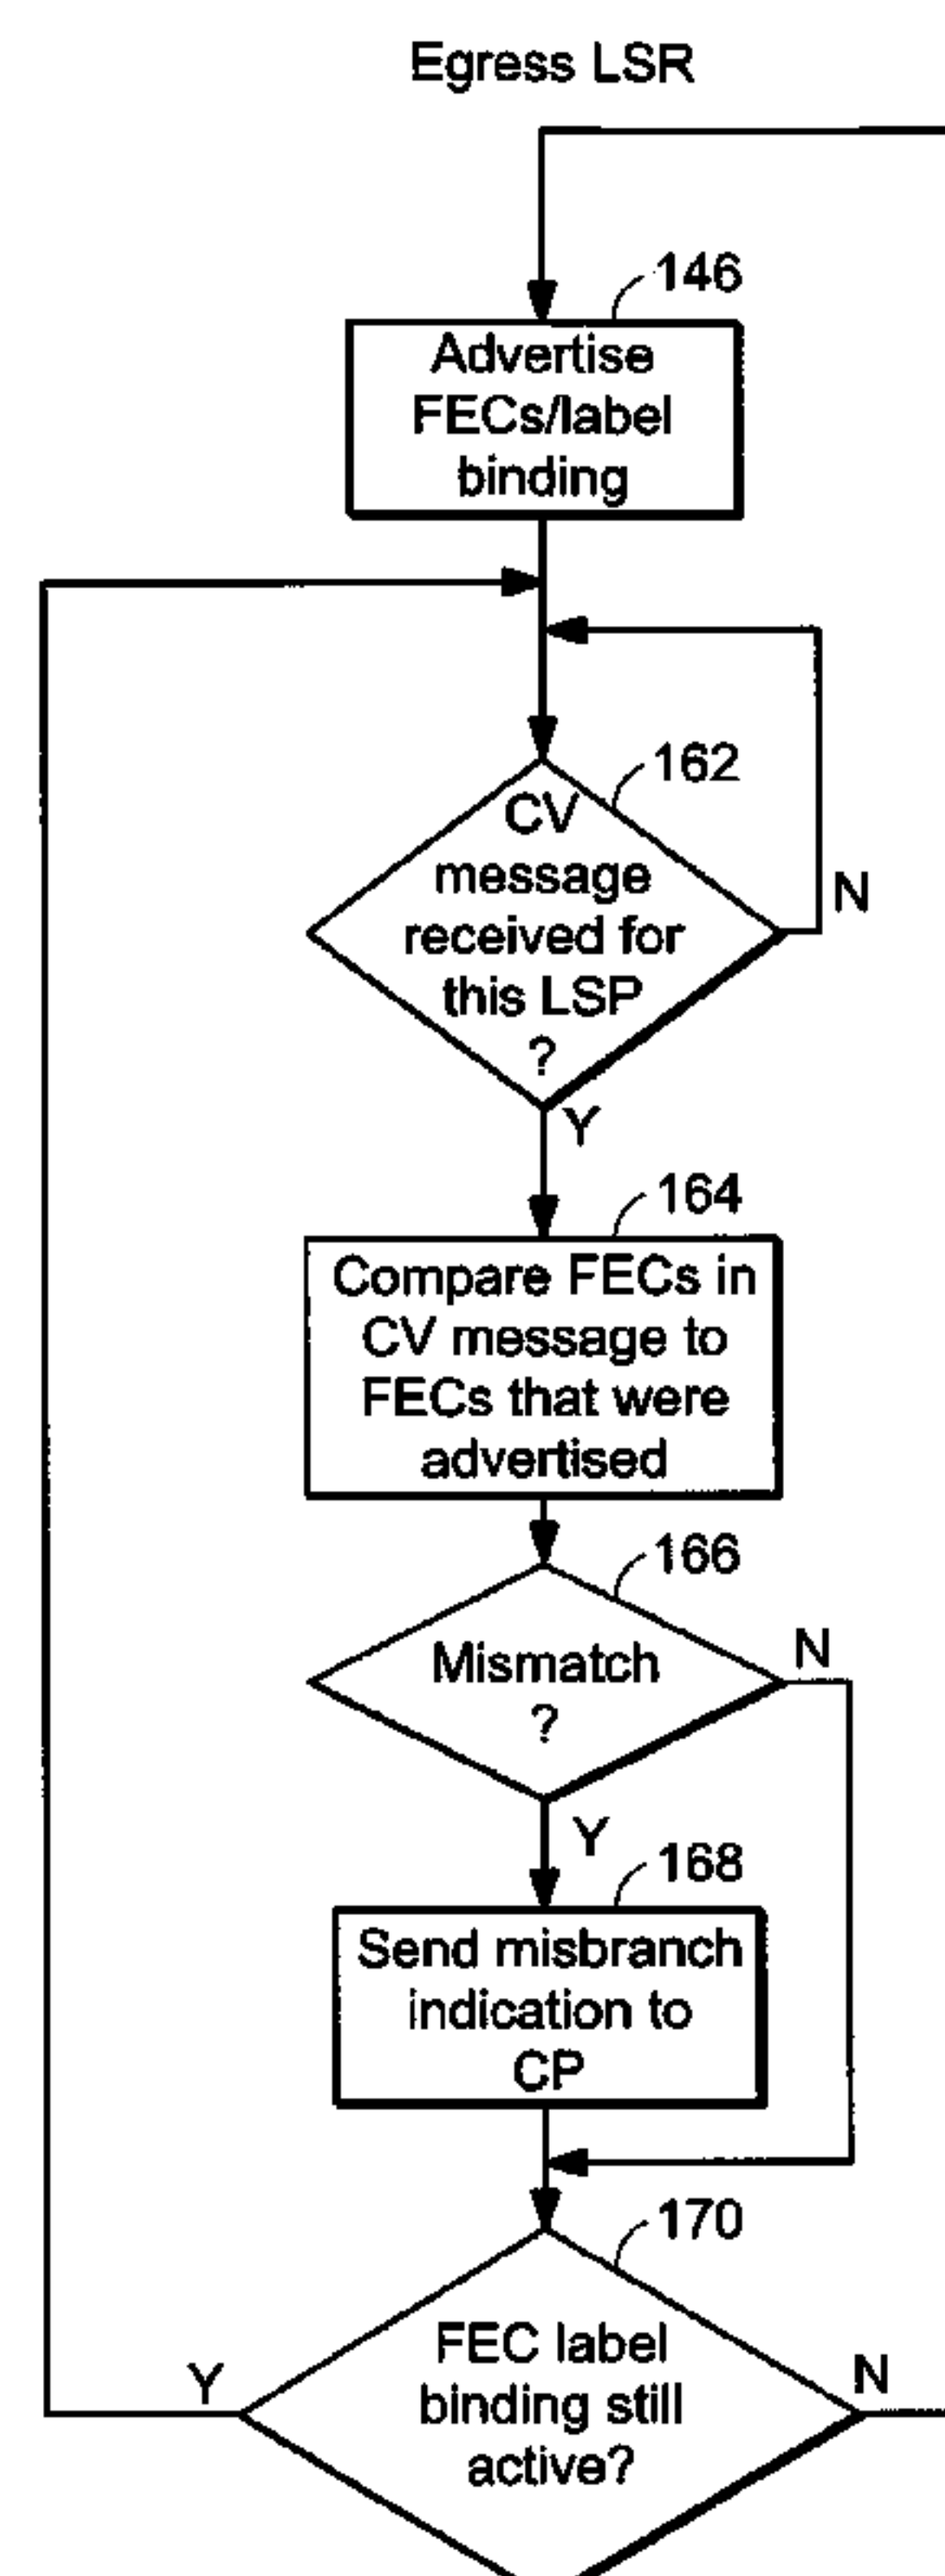 Egress LSR
146
Advertise
FECs/label
binding
162
CV
message
received for
this LSP
?
N
Y
164
Compare FECs in
CV message to
FECs that were
advertised
166
Mismatch
?
N
Y
168
Send misbranch
indication to
CP
170
FEC label
binding still
active?
Y
N